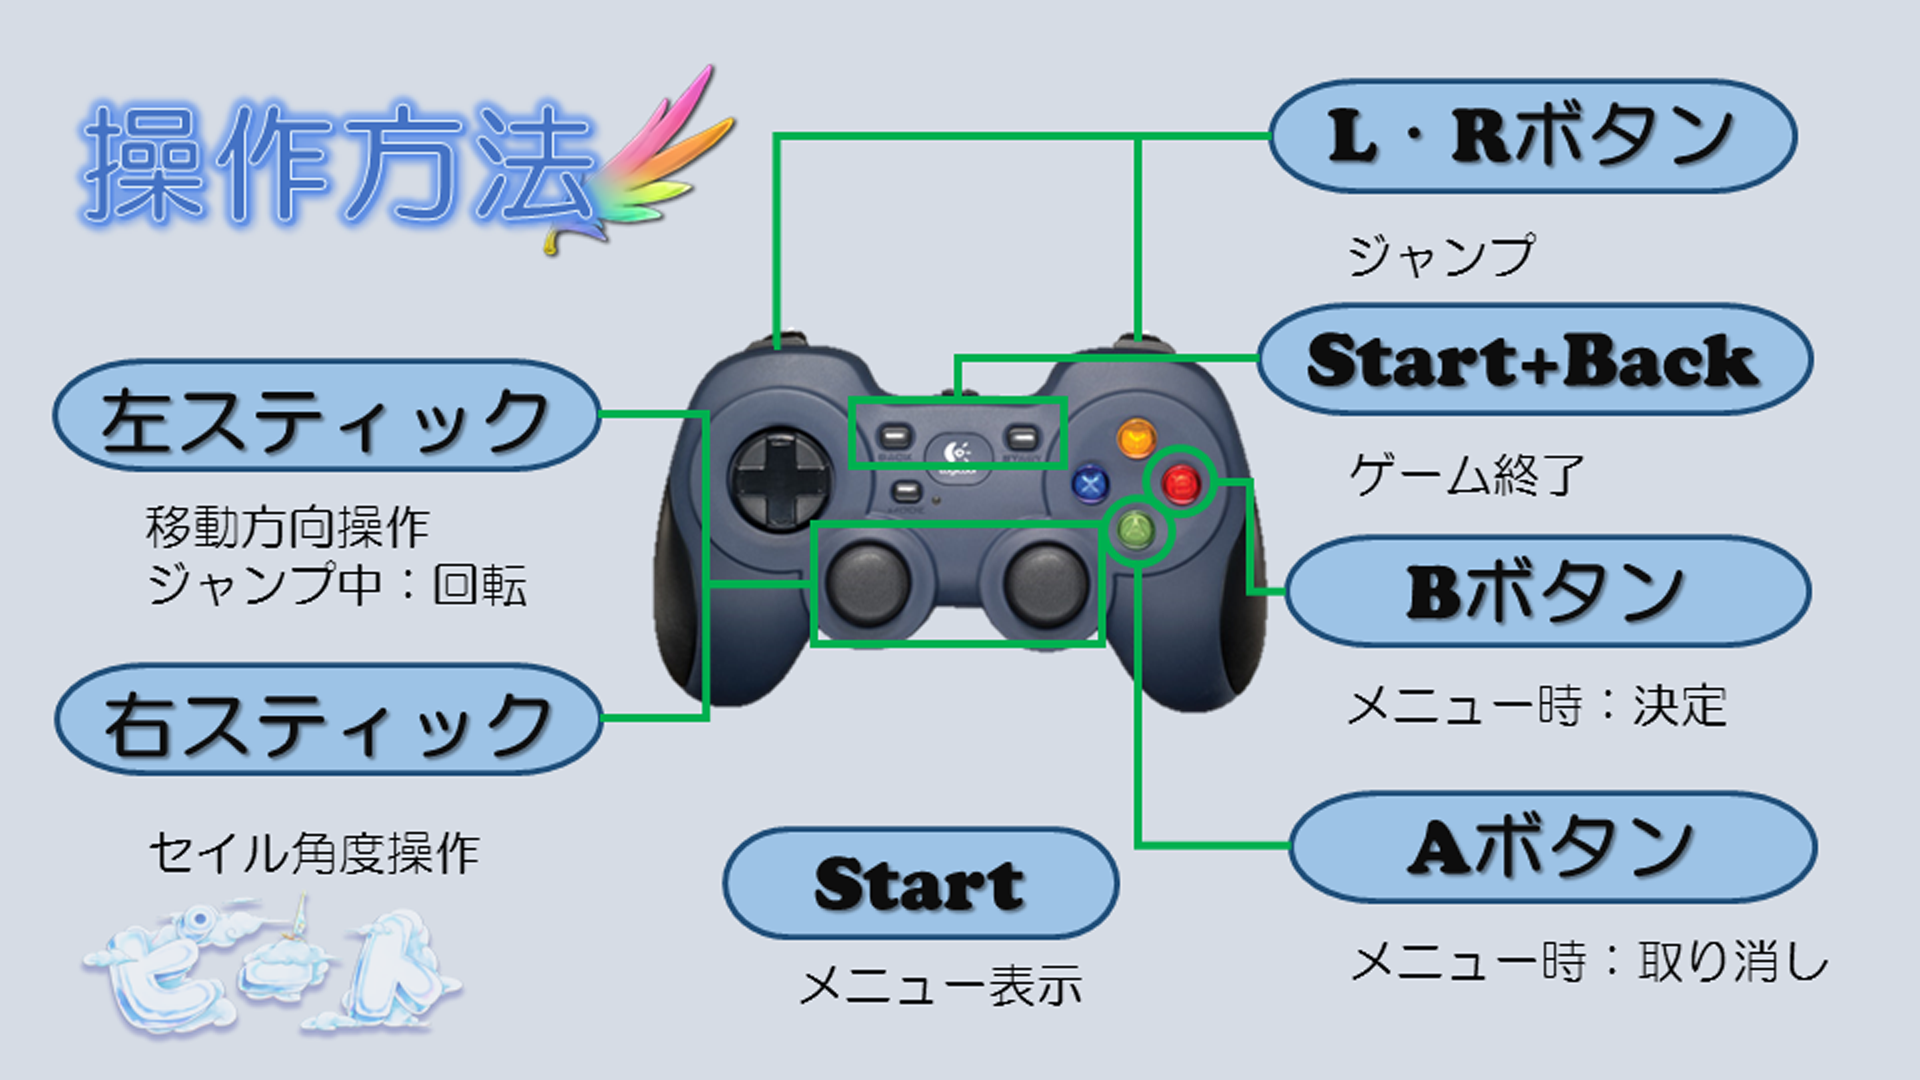 操作方法
L・Rボタン
ジャンプ
Start+Back
ゲーム終了
左スティック
移動方向操作
ジャンプ中：回転
BACK
START
Logicool
MODE
X
B
A
Bボタン
メニュー時：決定
右スティック
セイル角度操作
Start
メニュー表示
Aボタン
メニュー時：取り消し